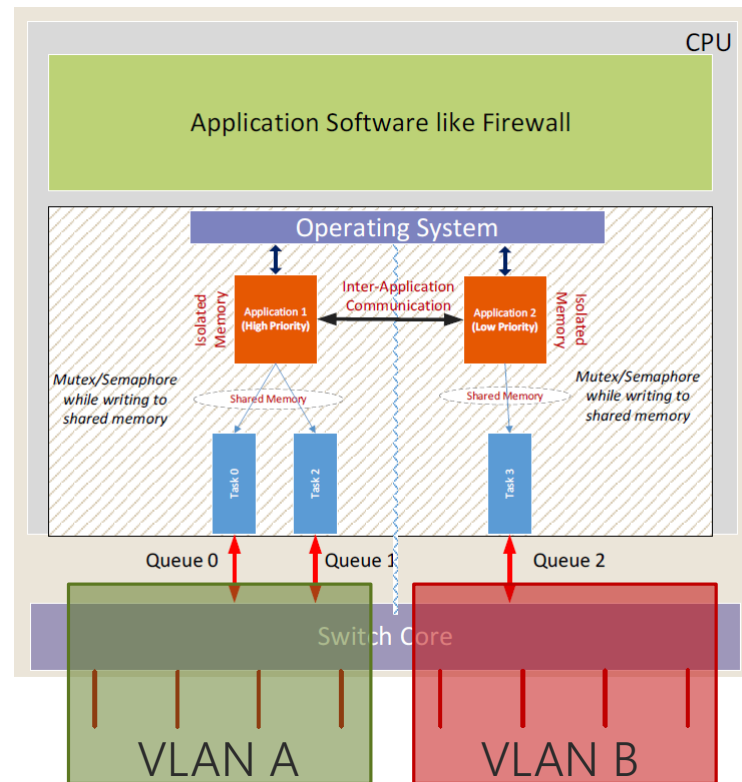 CPU
Application Software like Firewall
Operating System
Inter-Application
Communication
Isolated
Memory
Application 1
(High Priority)
Application 2
(Low Priority)
Memory
Isolated
Mutex/Semaphore
while writing to
shared memory
Shared Memory
Shared Memory
Mutex/Semaphore
while writing to
shared memory
Task 0
Task 2
Task 3
Queue 0
Queue 1
Queue 2
Switch Core
VLAN A
VLAN B